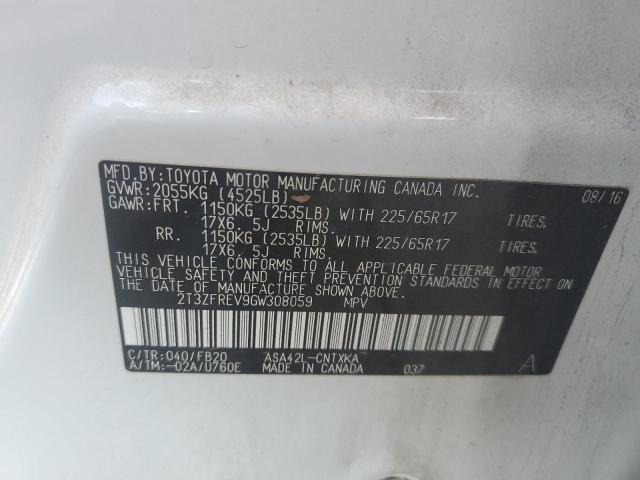 MFD. BY: TOYOTA MOTOR MANUFACTURING CANADA INC. 08/16
GVWR: 2055KG (4525LB)
GAWR: FRT. 1150KG (2535LB) WITH 225/65R17 TIRES.
17X6. 5J RIMS.
RR. 1150KG (2535LB) WITH 225/65R17 TIRES.
17X6. 5J RIMS.
THIS VEHICLE CONFORMS TO ALL APPLICABLE FEDERAL MOTOR
VEHICLE SAFETY AND THEFT PREVENTION STANDARDS IN EFFECT ON
THE DATE OF MANUFACTURE SHOWN ABOVE.
2T3ZFREV9GW308059 MPV
C/TR: 040/FB20 ASA42L-CNTXKA A
A/TM:-02A/U760E MADE IN CANADA 037